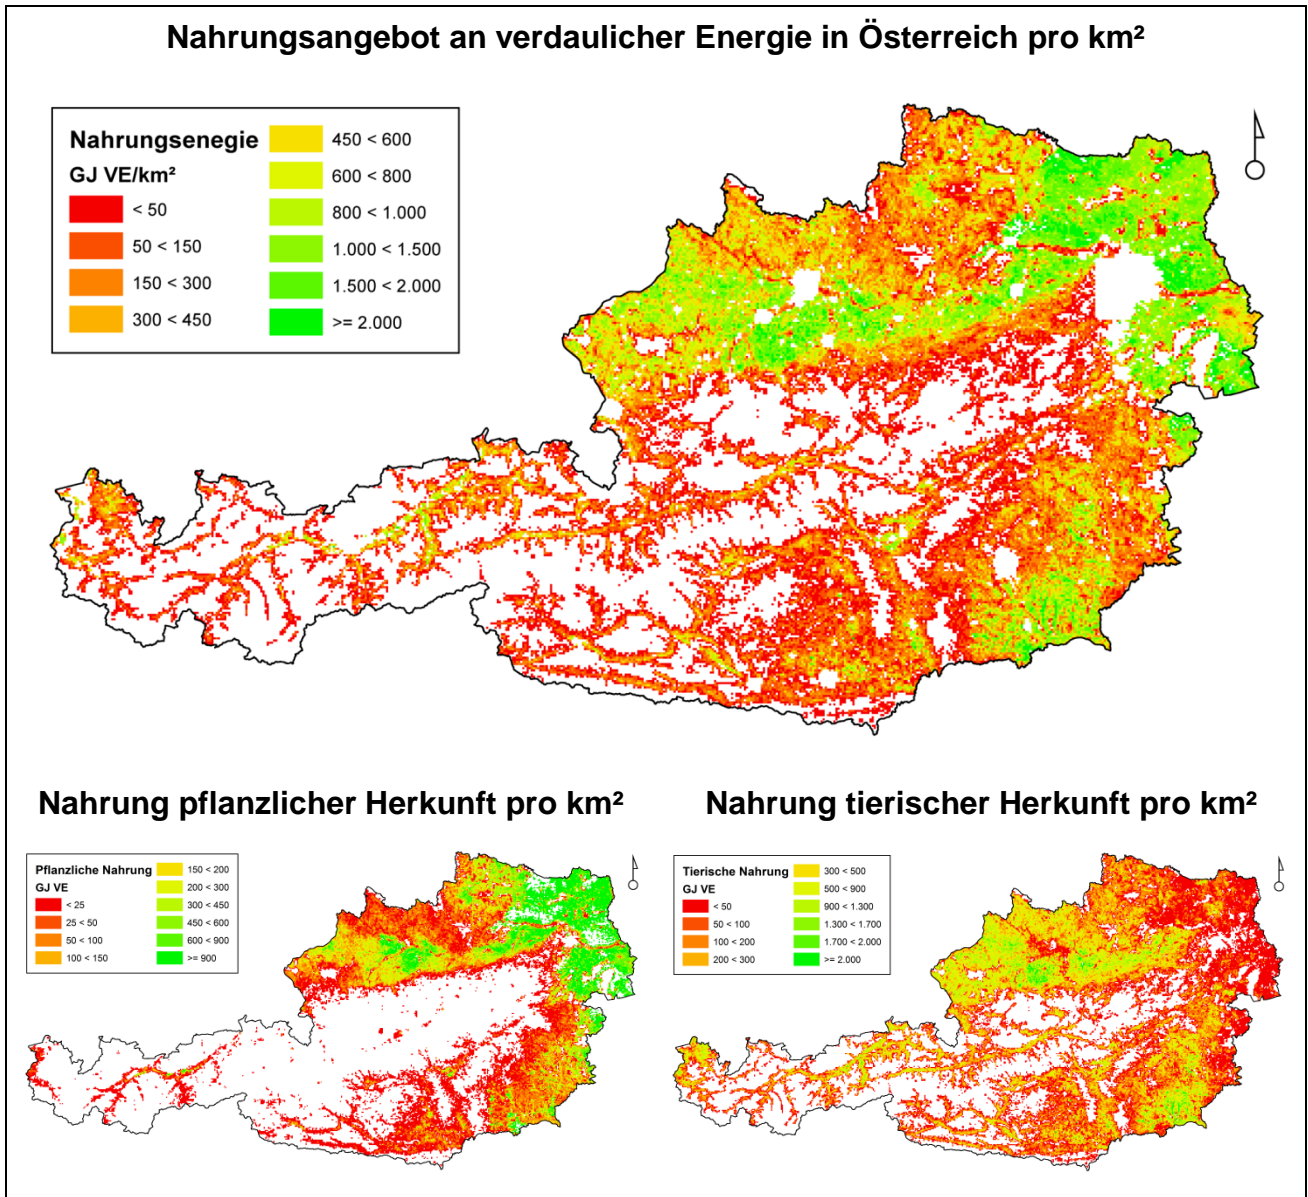 Nahrungsangebot an verdaulicher Energie in Österreich pro km²
Nahrungsenegie
GJ VE/km²
< 50
50 < 150
150 < 300
300 < 450
450 < 600
600 < 800
800 < 1.000
1.000 < 1.500
1.500 < 2.000
>= 2.000
Nahrung pflanzlicher Herkunft pro km²
Pflanzliche Nahrung
GJ VE
< 25
25 < 50
50 < 100
100 < 150
150 < 200
200 < 300
300 < 450
450 < 600
600 < 900
>= 900
Nahrung tierischer Herkunft pro km²
Tierische Nahrung
GJ VE
< 50
50 < 100
100 < 200
200 < 300
300 < 500
500 < 900
900 < 1.300
1.300 < 1.700
1.700 < 2.000
>= 2.000